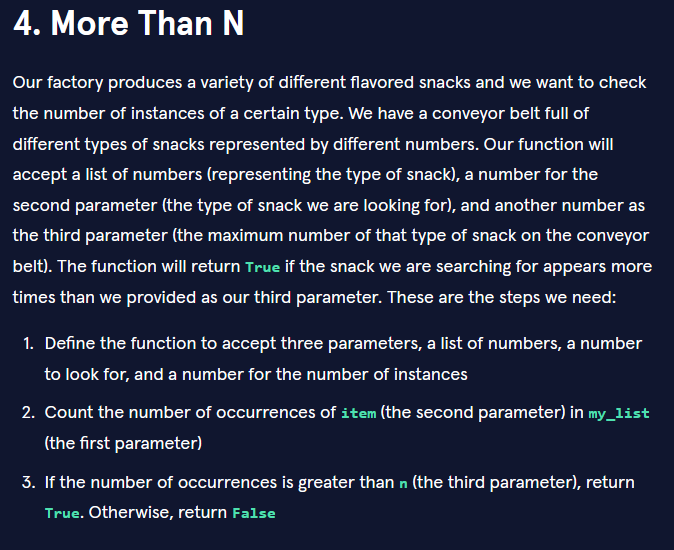 4. More Than N
Our factory produces a variety of different flavored snacks and we want to check
the number of instances of a certain type. We have a conveyor belt full of
different types of snacks represented by different numbers. Our function will
accept a list of numbers (representing the type of snack), a number for the
second parameter (the type of snack we are looking for), and another number as
the third parameter (the maximum number of that type of snack on the conveyor
belt). The function will return True if the snack we are searching for appears more
times than we provided as our third parameter. These are the steps we need:
1. Define the function to accept three parameters, a list of numbers, a number
to look for, and a number for the number of instances
2. Count the number of occurrences of item (the second parameter) in my_list
(the first parameter)
3. If the number of occurrences is greater than n (the third parameter), return
True. Otherwise, return False